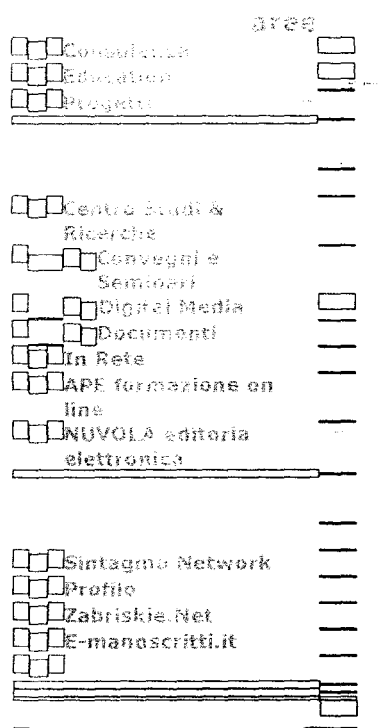 aree
Consulenza
Education
Progetti
Centro Studi &
Ricerche
Convegni e
Seminari
Digital Media
Documenti
In Rete
APE formazione on
line
NUVOLA editoria
elettronica
Sintagma Network
Profilo
Zabriskie.Net
E-manoscritti.it